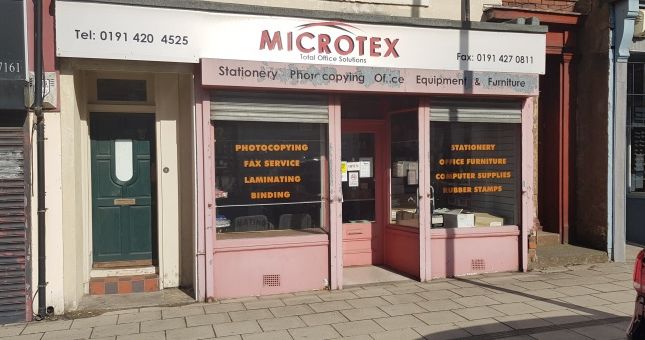 Tel: 0191 420 4525
MICROTEX
Total Office Solutions
Fax: 0191 427 0811
7161
Stationery Photocopying Office Equipment & Furniture
PHOTOCOPYING
FAX SERVICE
LAMINATING
BINDING
STATIONERY
OFFICE FURNITURE
COMPUTER SUPPLIES
RUBBER STAMPS
OPEN